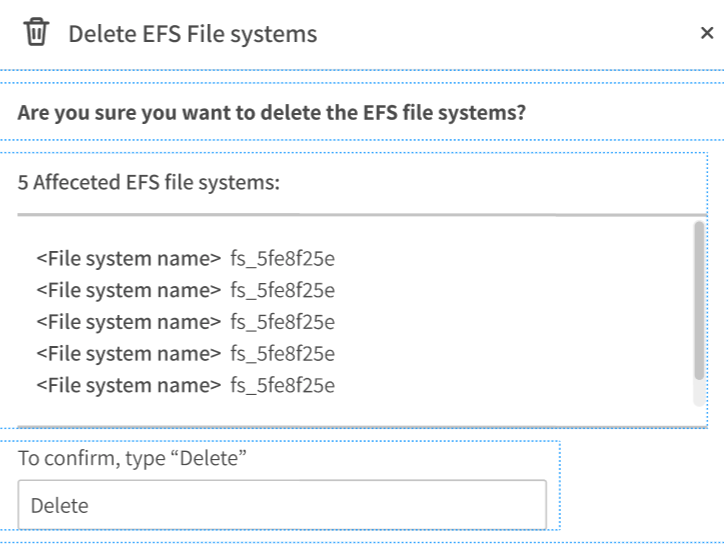 Delete EFS File systems
Are you sure you want to delete the EFS file systems?
5 Affeceted EFS file systems:
<File system name> fs_5fe8f25e
<File system name> fs_5fe8f25e
<File system name> fs_5fe8f25e
<File system name> fs_5fe8f25e
<File system name> fs_5fe8f25e
To confirm, type “Delete”
Delete